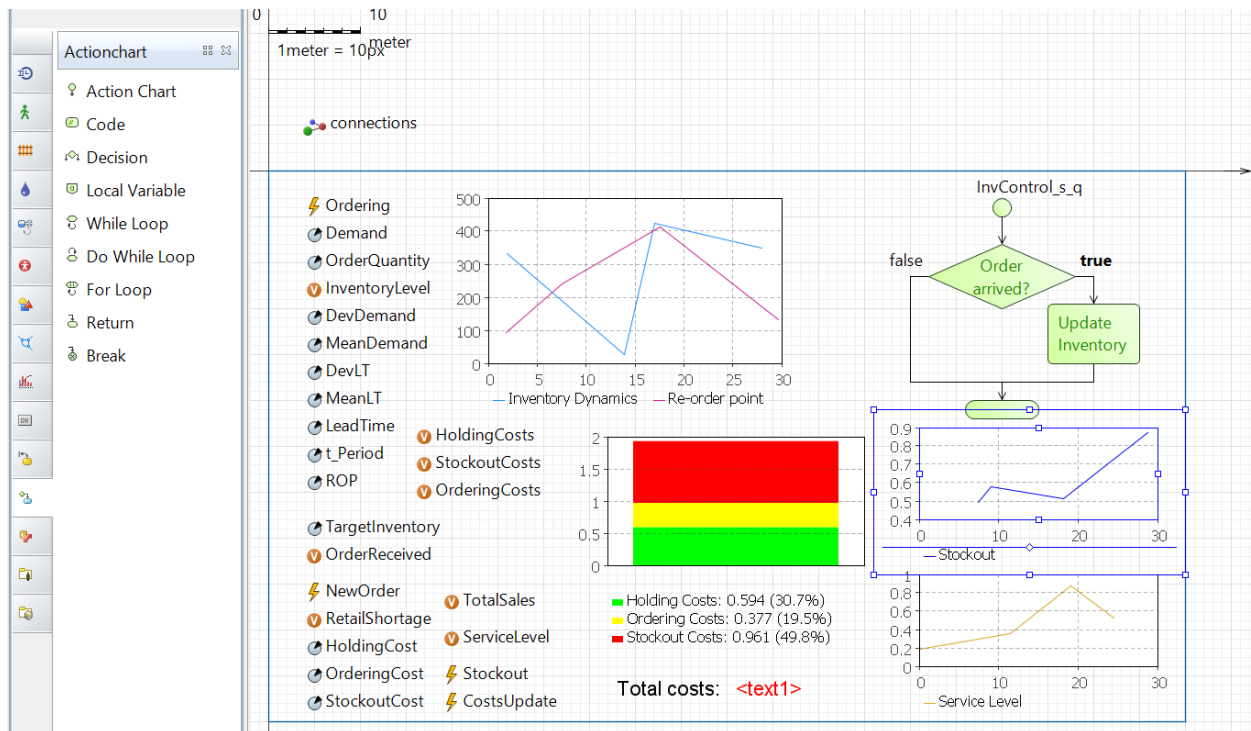 0
10
meter
1meter = 10px
Actionchart
Action Chart
Code
Decision
Local Variable
While Loop
Do While Loop
For Loop
Return
Break
connections
Ordering
Demand
OrderQuantity
InventoryLevel
DevDemand
MeanDemand
DevLT
MeanLT
LeadTime
t_Period
ROP
TargetInventory
OrderReceived
NewOrder
RetailShortage
HoldingCost
OrderingCost
StockoutCost
HoldingCosts
StockoutCosts
OrderingCosts
TotalSales
ServiceLevel
Stockout
CostsUpdate
500
400
300
200
100
0
0 5 10 15 20 25 30
Inventory Dynamics Re-order point
2
1.5
1
0.5
0
Holding Costs: 0.594 (30.7%)
Ordering Costs: 0.377 (19.5%)
Stockout Costs: 0.961 (49.8%)
Total costs: <text1>
InvControl_s_q
false
Order
arrived?
true
Update
Inventory
0.9
0.8
0.7
0.6
0.5
0.4
0 10 20 30
Stockout
1
0.8
0.6
0.4
0.2
0
0 10 20 30
Service Level